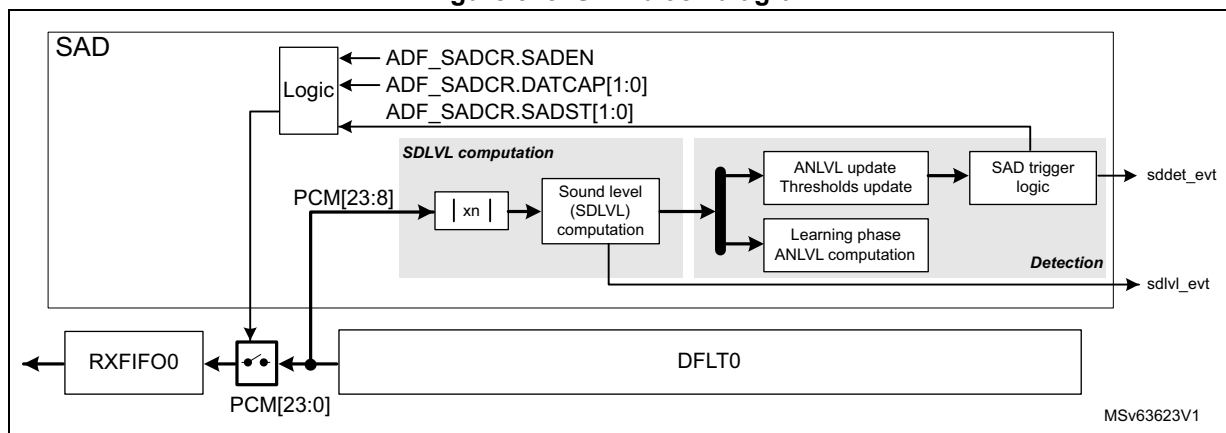 SAD
ADF_SADCR.SADEN
Logic
ADF_SADCR.DATCAP[1:0]
ADF_SADCR.SADST[1:0]
SDLVL computation
PCM[23:8]
| xn |
Sound level
(SDLVL)
computation
ANLVL update
Thresholds update
SAD trigger
logic
sddet_evt
Learning phase
ANLVL computation
Detection
sdlvl_evt
RXFIFO0
DFLT0
PCM[23:0]
MSv63623V1